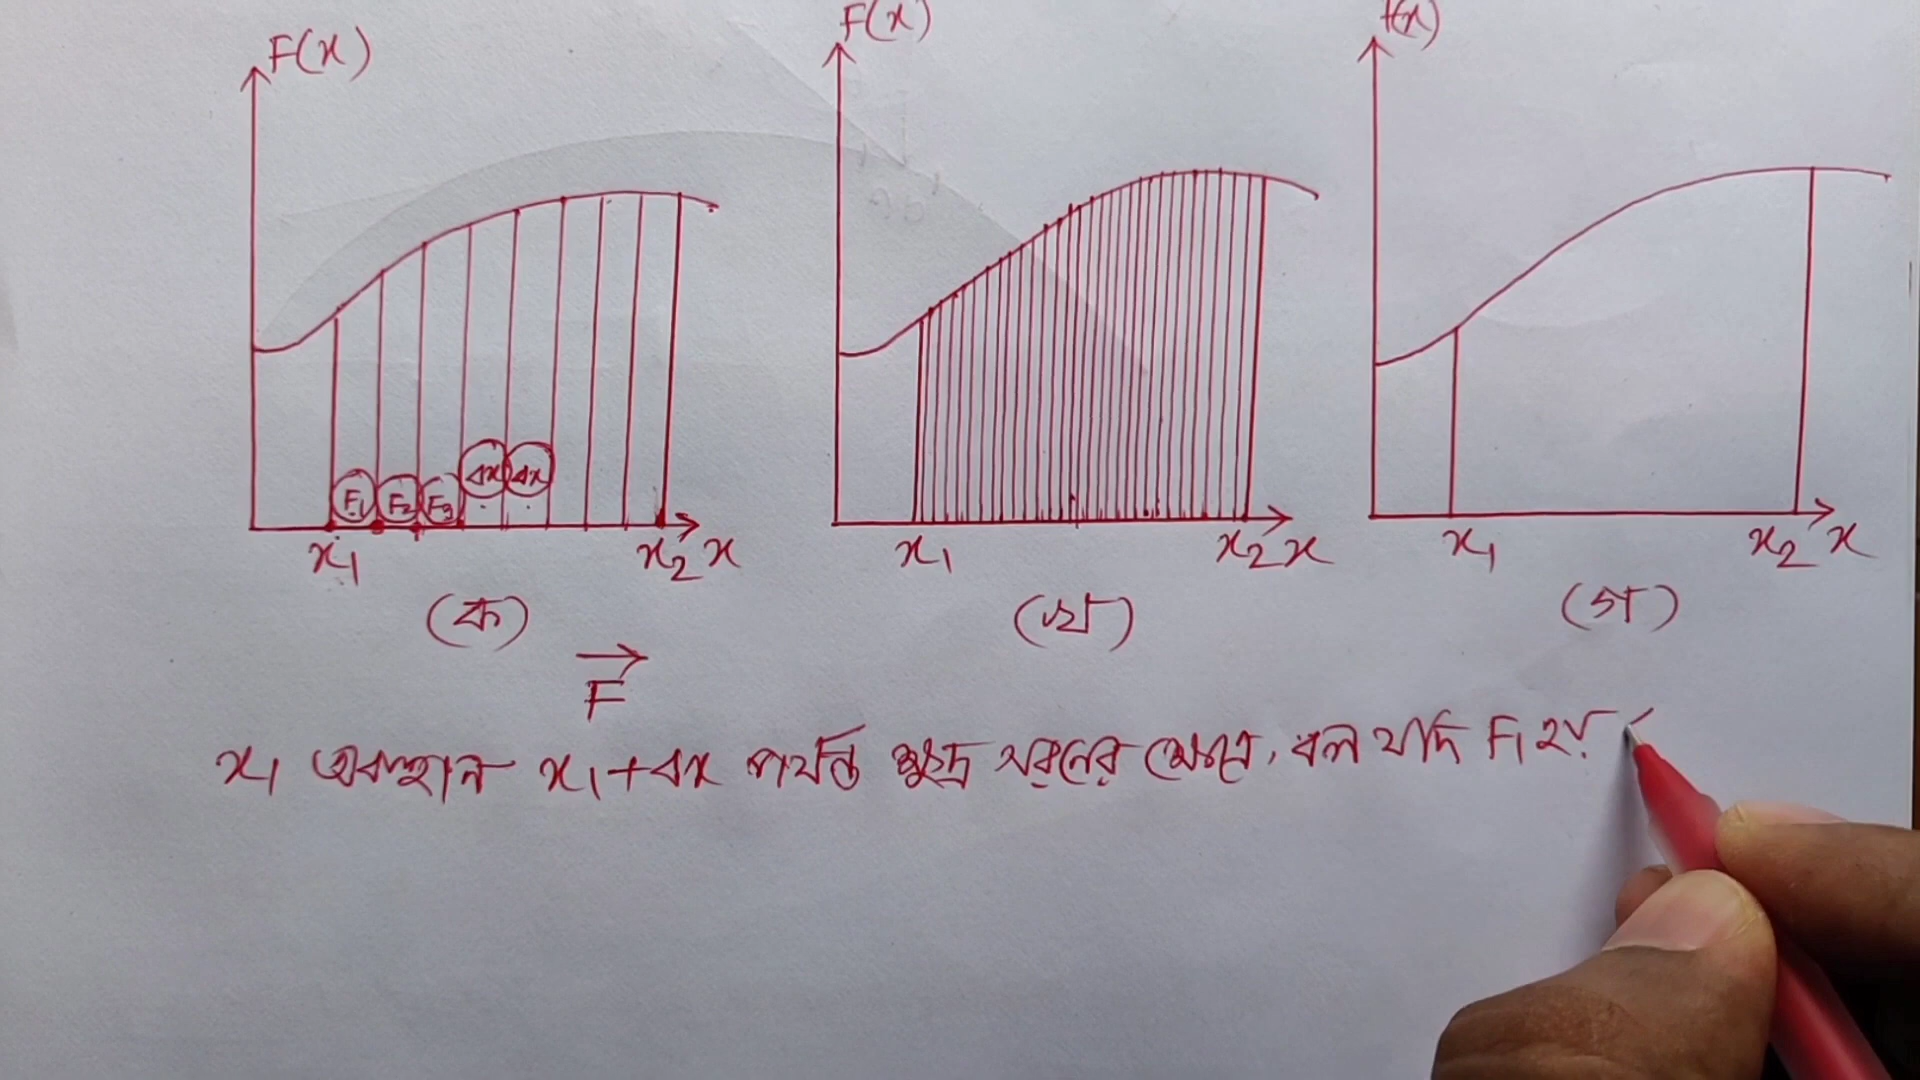 F(x) F(x) f(x)
F₁ F₂ F₃ Δx Δx
x₁ x₂ x x₁ x₂ x x₁ x₂ x
(ক) (খ) (গ)
F⃗
x₁ অবস্থান x₁+Δx পর্যন্ত ক্ষুদ্র সরনের ক্ষেত্রে, বল যদি F₁ হয়